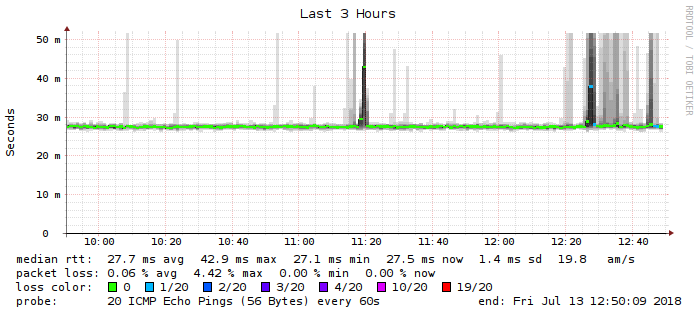 Last 3 Hours
RRDTOOL / TOBI OETIKER
Seconds
50 m
40 m
30 m
20 m
10 m
0
10:00 10:20 10:40 11:00 11:20 11:40 12:00 12:20 12:40
median rtt: 27.7 ms avg 42.9 ms max 27.1 ms min 27.5 ms now 1.4 ms sd 19.8 am/s
packet loss: 0.06 % avg 4.42 % max 0.00 % min 0.00 % now
loss color: 0 1/20 2/20 3/20 4/20 10/20 19/20
probe: 20 ICMP Echo Pings (56 Bytes) every 60s end: Fri Jul 13 12:50:09 2018